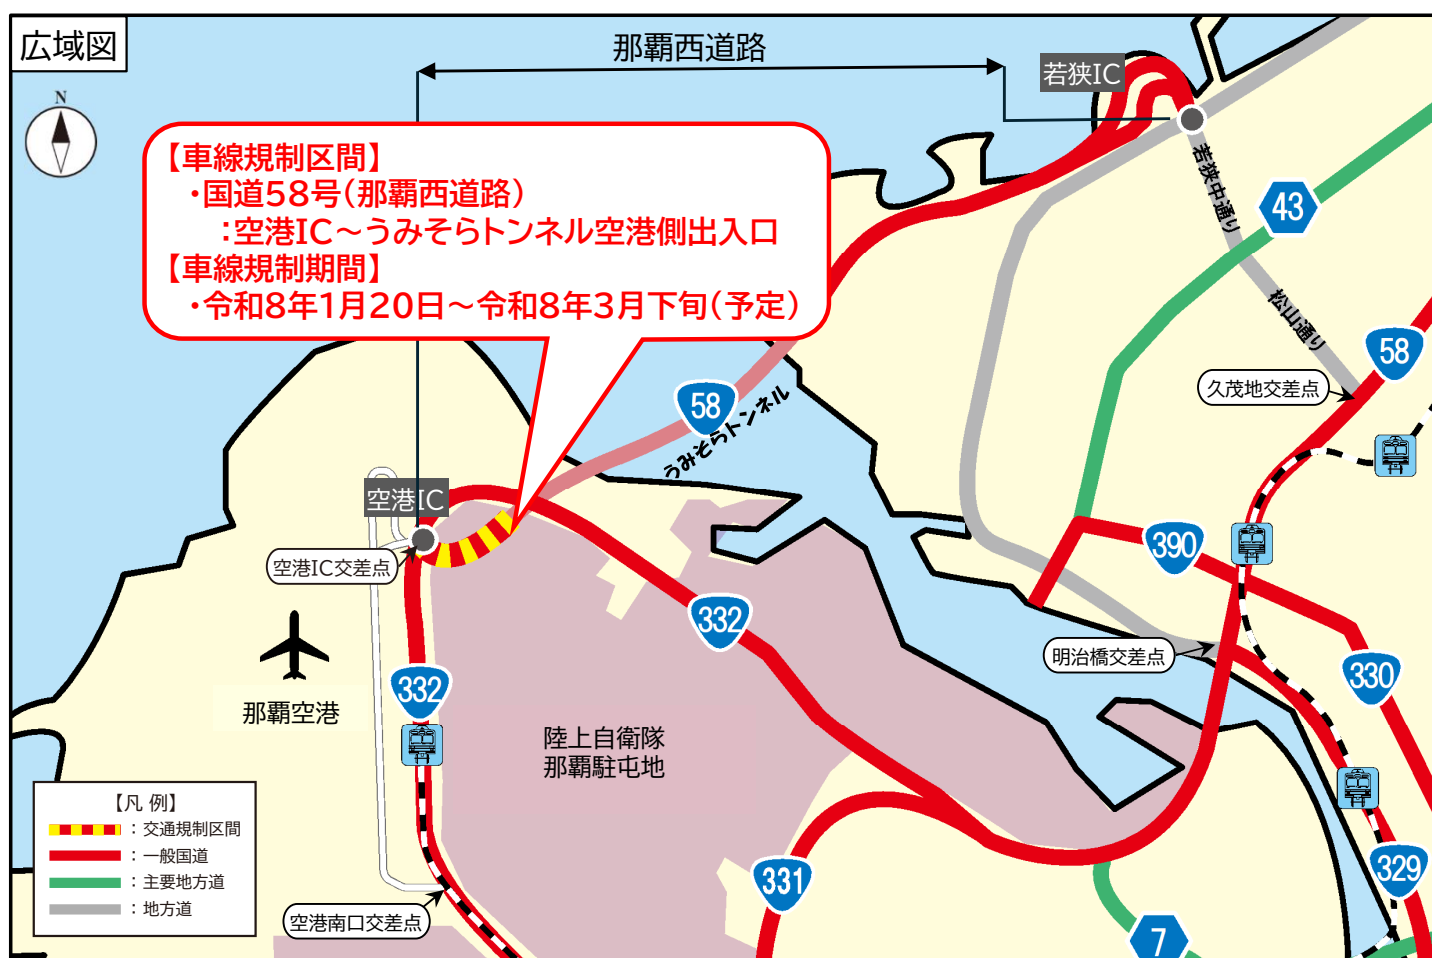 広域図
那覇西道路
若狭IC
N
【車線規制区間】
・国道58号(那覇西道路)
:空港IC～うみそらトンネル空港側出入口
【車線規制期間】
・令和8年1月20日～令和8年3月下旬(予定)
若狭中通り
43
松山通り
58
久茂地交差点
58
うみそらトンネル
空港IC
空港IC交差点
390
332
明治橋交差点
330
332
那覇空港
陸上自衛隊
那覇駐屯地
【凡 例】
:交通規制区間
:一般国道
:主要地方道
:地方道
331
329
空港南口交差点
7